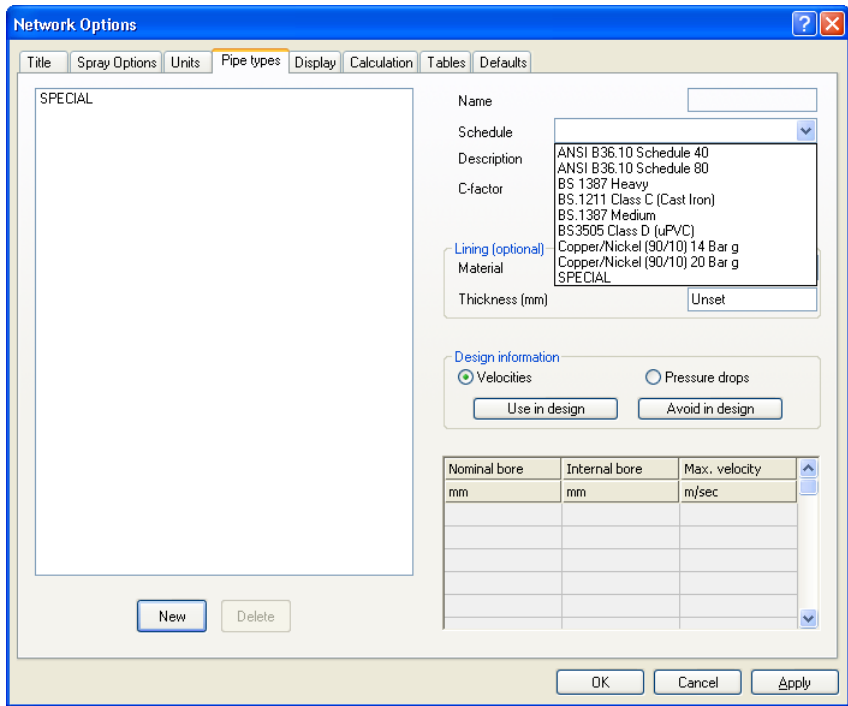 Network Options
Title Spray Options Units Pipe types Display Calculation Tables Defaults
SPECIAL
Name
Schedule
ANSI B36.10 Schedule 40
ANSI B36.10 Schedule 80
BS 1387 Heavy
BS.1211 Class C (Cast Iron)
BS.1387 Medium
BS3505 Class D (uPVC)
Copper/Nickel (90/10) 14 Bar g
Copper/Nickel (90/10) 20 Bar g
SPECIAL
Description
C-factor
Lining (optional)
Material
Thickness (mm) Unset
Design information
Velocities Pressure drops
Use in design Avoid in design
Nominal bore Internal bore Max. velocity
mm mm m/sec
New Delete
OK Cancel Apply